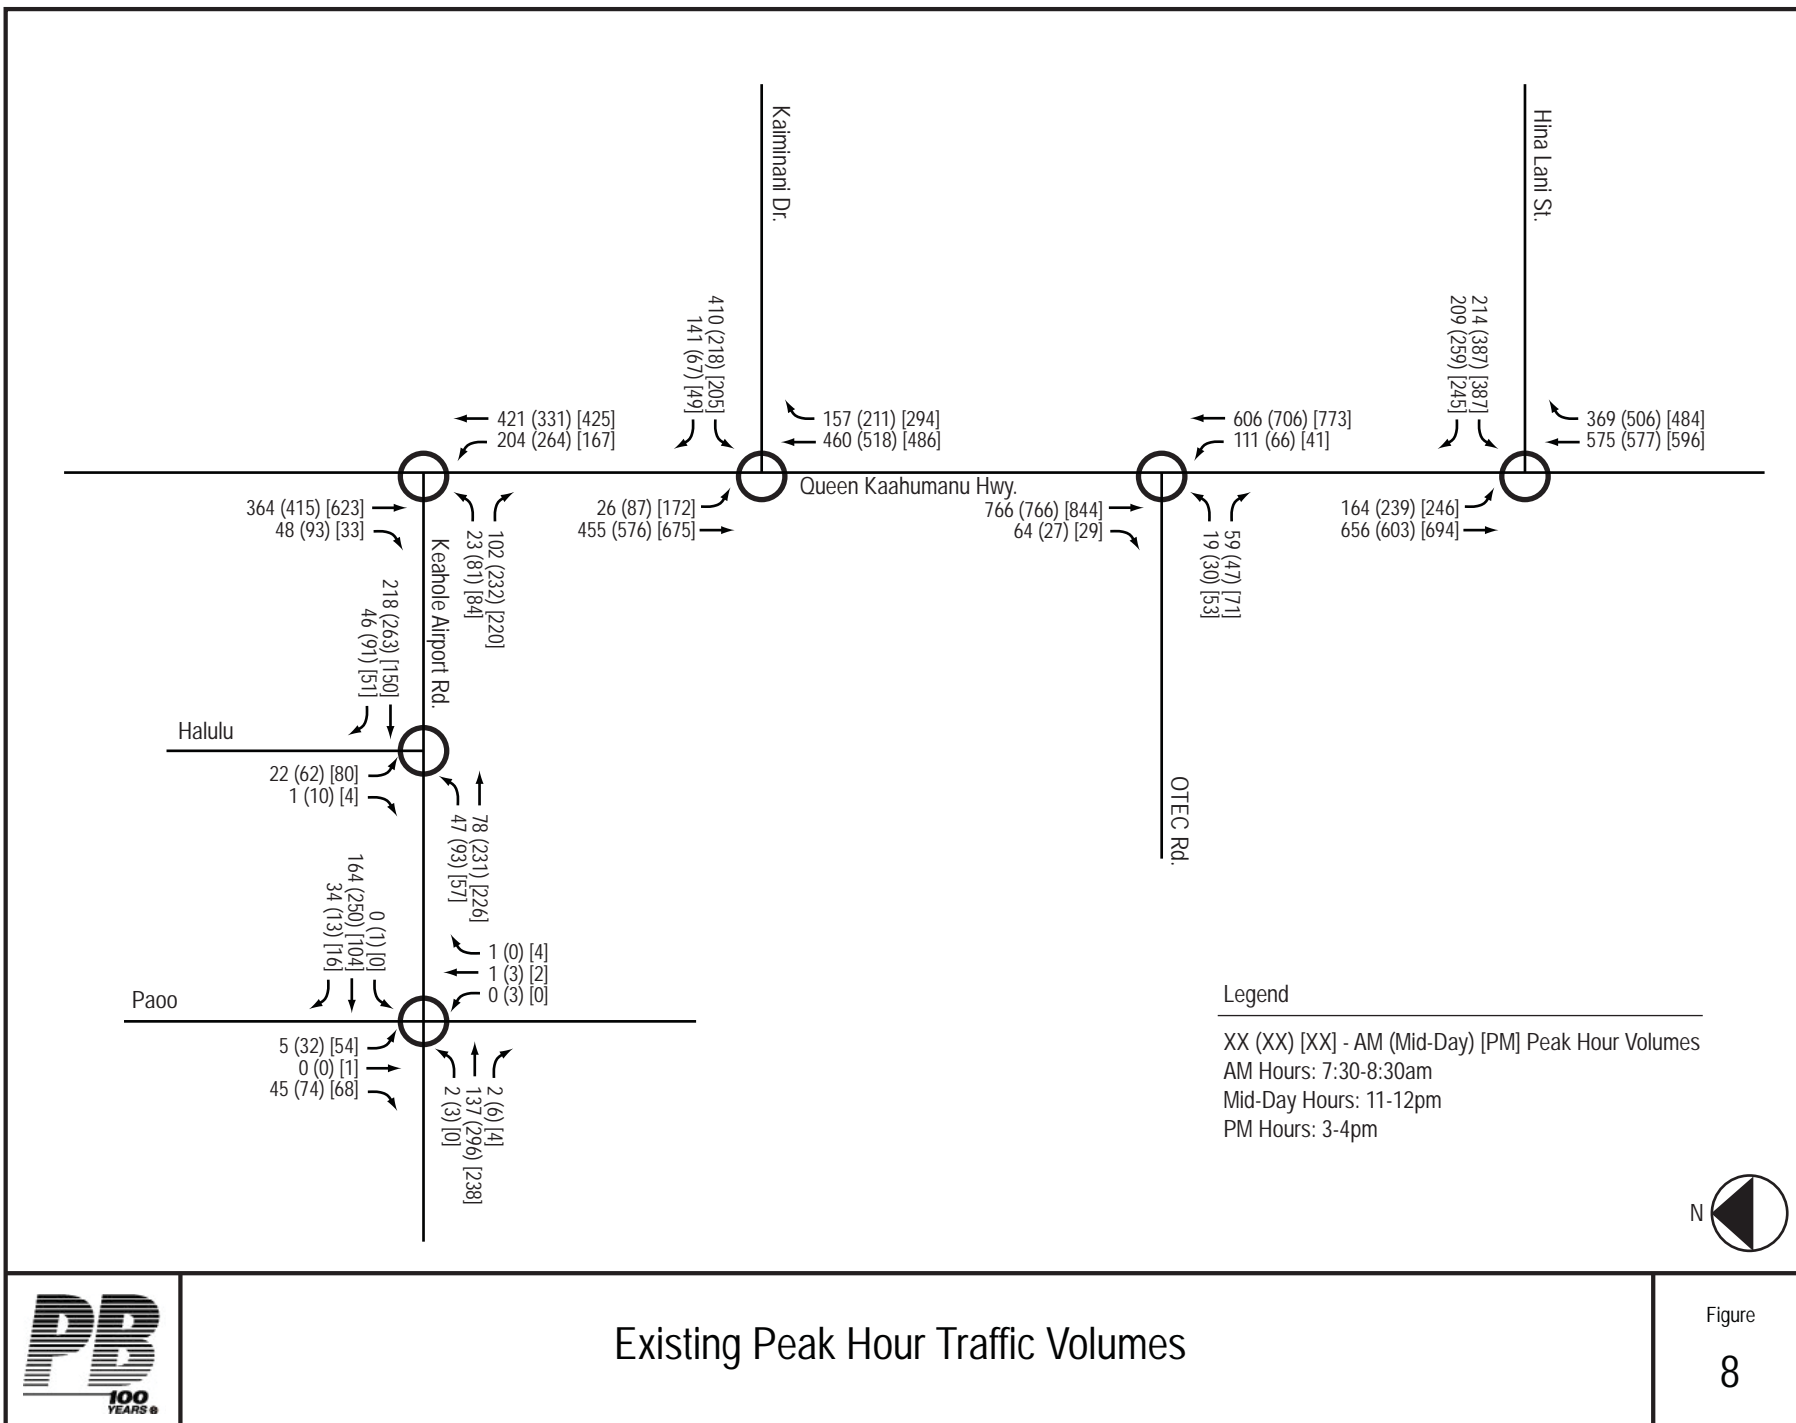 Kaiminani Dr.
Hina Lani St.
410 (218) [205]
141 (67) [49]
214 (387) [387]
209 (259) [245]
421 (331) [425]
204 (264) [167]
157 (211) [294]
460 (518) [486]
606 (706) [773]
111 (66) [41]
369 (506) [484]
575 (577) [596]
Queen Kaahumanu Hwy.
364 (415) [623]
48 (93) [33]
26 (87) [172]
455 (576) [675]
766 (766) [844]
64 (27) [29]
164 (239) [246]
656 (603) [694]
102 (232) [220]
23 (81) [84]
59 (47) [71]
19 (30) [53]
Keahole Airport Rd.
218 (263) [150]
46 (91) [51]
Halulu
22 (62) [80]
1 (10) [4]
OTEC Rd.
78 (231) [226]
47 (93) [57]
0 (1) [0]
164 (250) [104]
34 (13) [16]
1 (0) [4]
1 (3) [2]
0 (3) [0]
Paoo
5 (32) [54]
0 (0) [1]
45 (74) [68]
2 (6) [4]
137 (296) [238]
2 (3) [0]
Legend
XX (XX) [XX] - AM (Mid-Day) [PM] Peak Hour Volumes
AM Hours: 7:30-8:30am
Mid-Day Hours: 11-12pm
PM Hours: 3-4pm
N
PB
100
YEARS ®
Existing Peak Hour Traffic Volumes
Figure
8